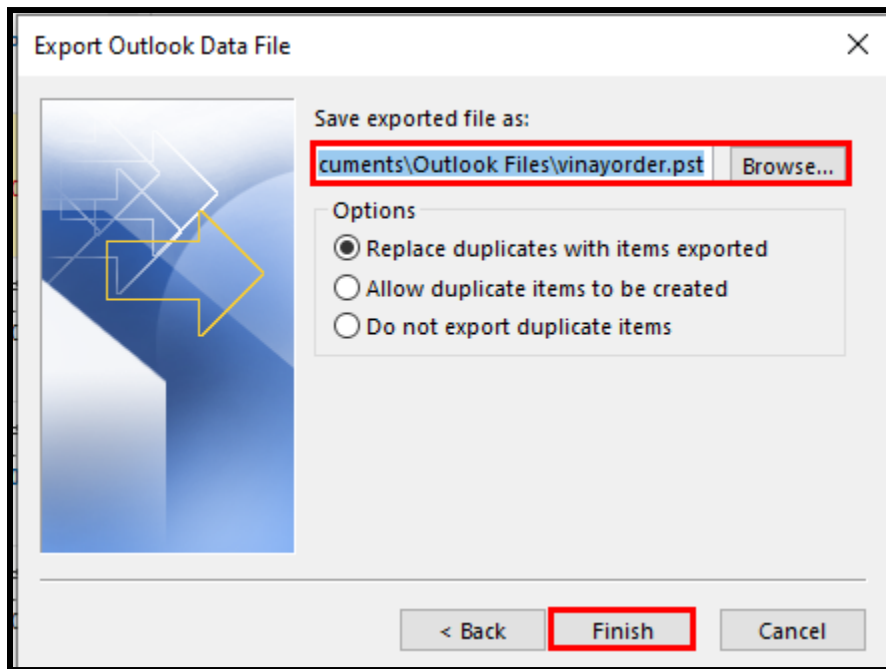 Export Outlook Data File
Save exported file as:
cuments\Outlook Files\vinayorder.pst
Browse...
Options
Replace duplicates with items exported
Allow duplicate items to be created
Do not export duplicate items
< Back
Finish
Cancel